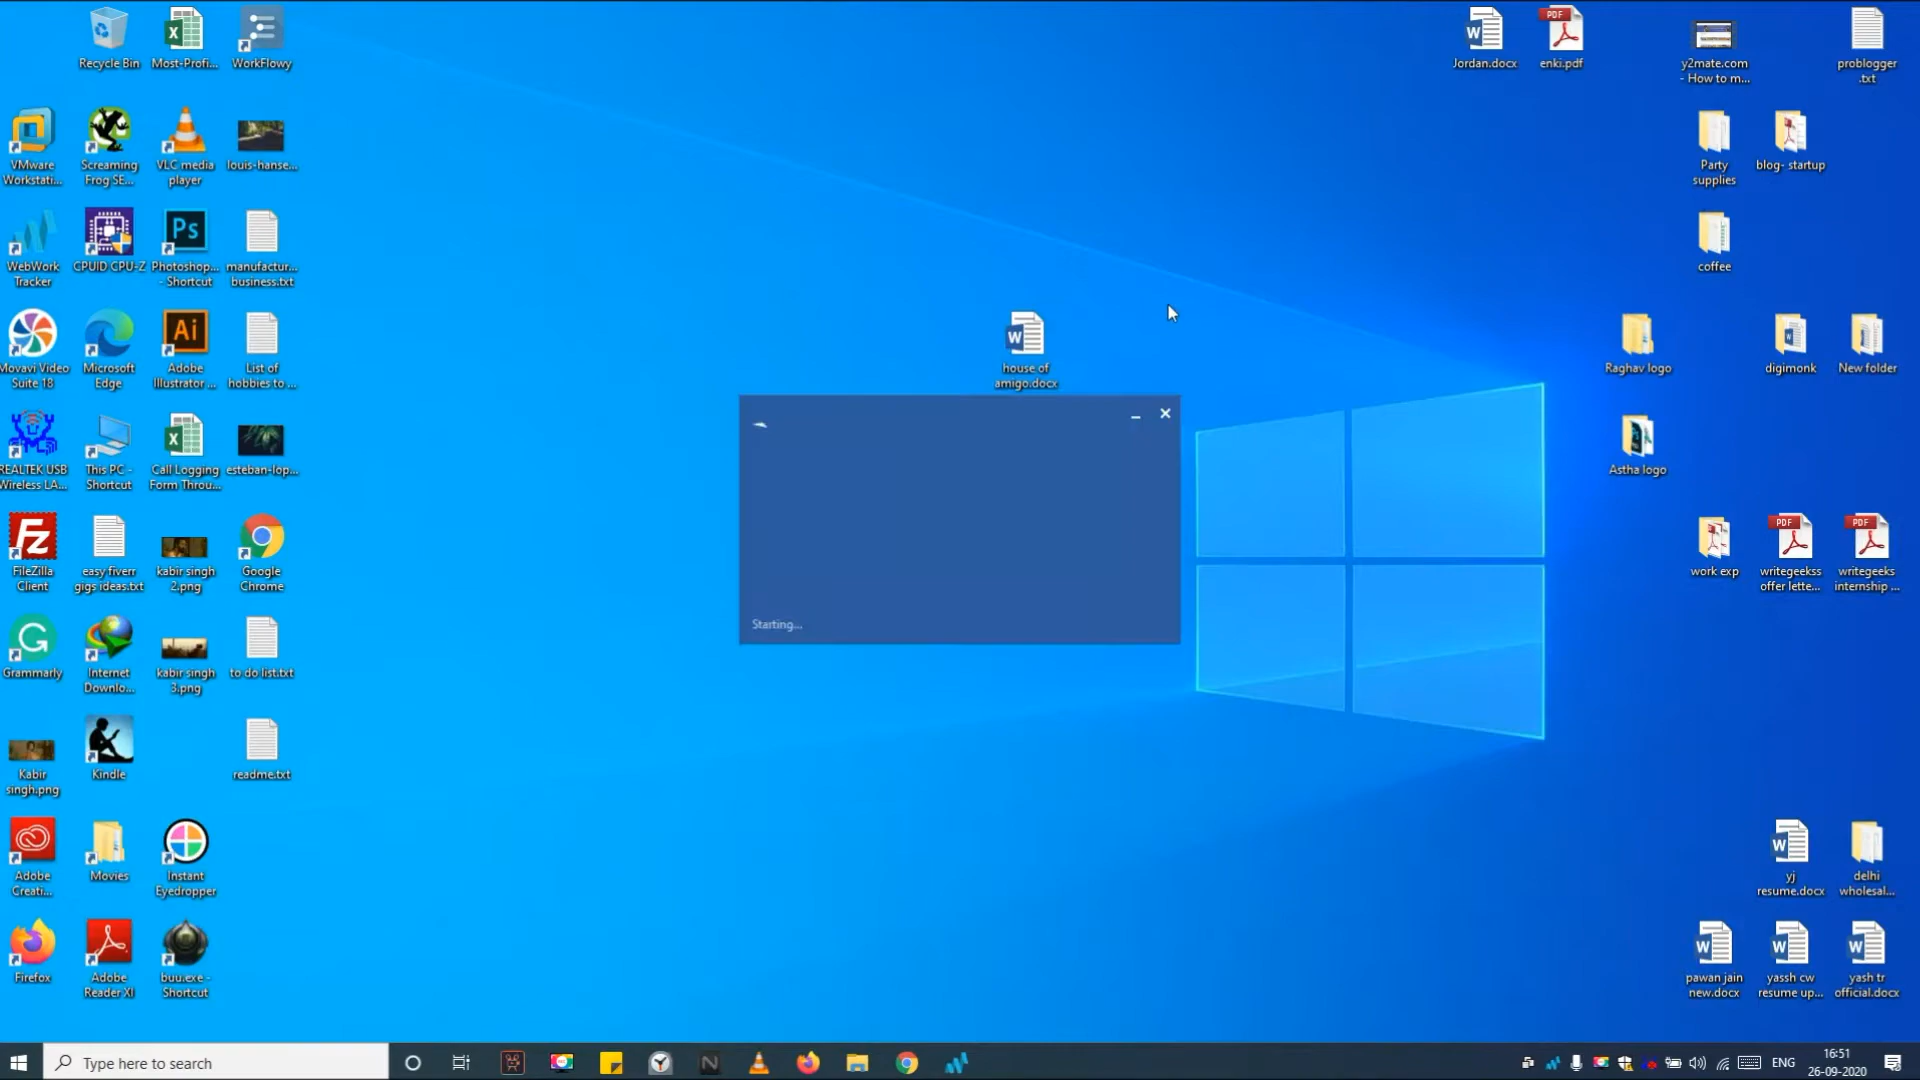 Recycle Bin
Most-Profi...
WorkFlowy
Jordan.docx
PDF
enki.pdf
y2mate.com
- How to m...
problogger
.txt
VMware
Workstati...
Screaming
Frog SE...
VLC media
player
louis-hanse...
Party
supplies
blog- startup
WebWork
Tracker
CPUID CPU-Z
Ps
Photoshop...
- Shortcut
manufactur...
business.txt
coffee
Movavi Video
Suite 18
Microsoft
Edge
Ai
Adobe
Illustrator ...
List of
hobbies to ...
house of
amigo.docx
Raghav logo
digimonk
New folder
REALTEK USB
Wireless LA...
This PC -
Shortcut
Call Logging
Form Throu...
esteban-lop...
Astha logo
Starting...
FZ
FileZilla
Client
easy fiverr
gigs ideas.txt
kabir singh
2.png
Google
Chrome
work exp
PDF
writegeekss
offer lette...
PDF
writegeeks
internship ...
Grammarly
Internet
Downlo...
kabir singh
3.png
to do list.txt
Kabir
singh.png
Kindle
readme.txt
Adobe
Creati...
Movies
Instant
Eyedropper
yj
resume.docx
delhi
wholesal...
Firefox
Adobe
Reader XI
buu.exe -
Shortcut
pawan jain
new.docx
yassh cw
resume up...
yash tr
official.docx
Type here to search
ENG
16:51
26-09-2020